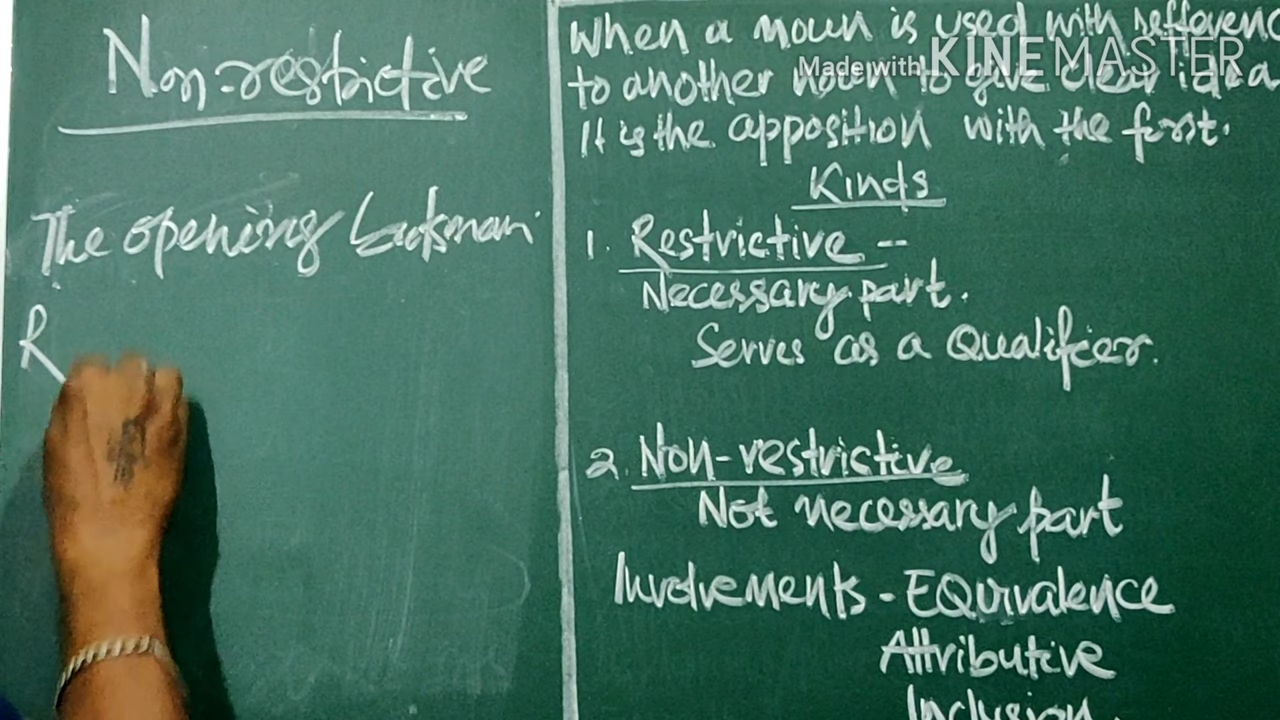 Non-restrictive
The opening batsman
R
When a noun is used with refference
to another noun to give clear idea
It is the apposition with the first.
Kinds
1. Restrictive --
Necessary part.
Serves as a Qualifier.
2. Non-restrictive
Not necessary part
Involvements - EQuivalence
Attributive
Inclusion.
Made with KINEMASTER